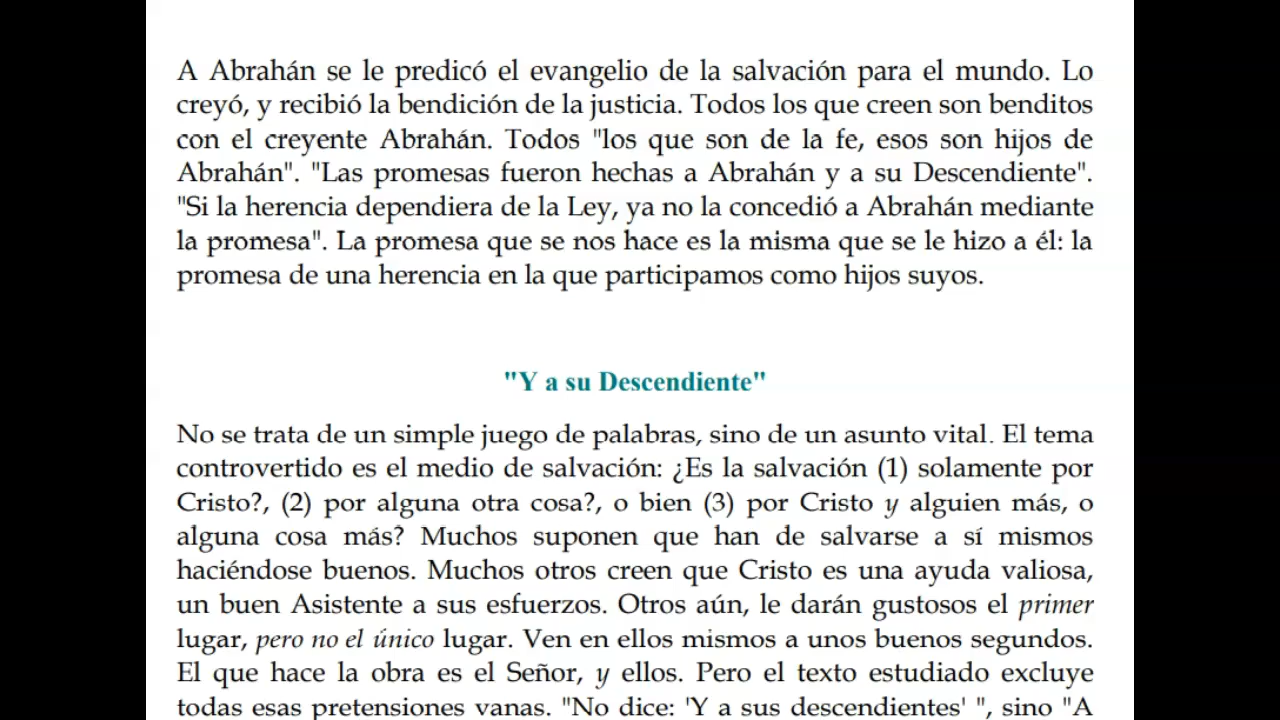 A Abrahán se le predicó el evangelio de la salvación para el mundo. Lo
creyó, y recibió la bendición de la justicia. Todos los que creen son benditos
con el creyente Abrahán. Todos "los que son de la fe, esos son hijos de
Abrahán". "Las promesas fueron hechas a Abrahán y a su Descendiente".
"Si la herencia dependiera de la Ley, ya no la concedió a Abrahán mediante
la promesa". La promesa que se nos hace es la misma que se le hizo a él: la
promesa de una herencia en la que participamos como hijos suyos.
"Y a su Descendiente"
No se trata de un simple juego de palabras, sino de un asunto vital. El tema
controvertido es el medio de salvación: ¿Es la salvación (1) solamente por
Cristo?, (2) por alguna otra cosa?, o bien (3) por Cristo y alguien más, o
alguna cosa más? Muchos suponen que han de salvarse a sí mismos
haciéndose buenos. Muchos otros creen que Cristo es una ayuda valiosa,
un buen Asistente a sus esfuerzos. Otros aún, le darán gustosos el primer
lugar, pero no el único lugar. Ven en ellos mismos a unos buenos segundos.
El que hace la obra es el Señor, y ellos. Pero el texto estudiado excluye
todas esas pretensiones vanas. "No dice: 'Y a sus descendientes' ", sino "A